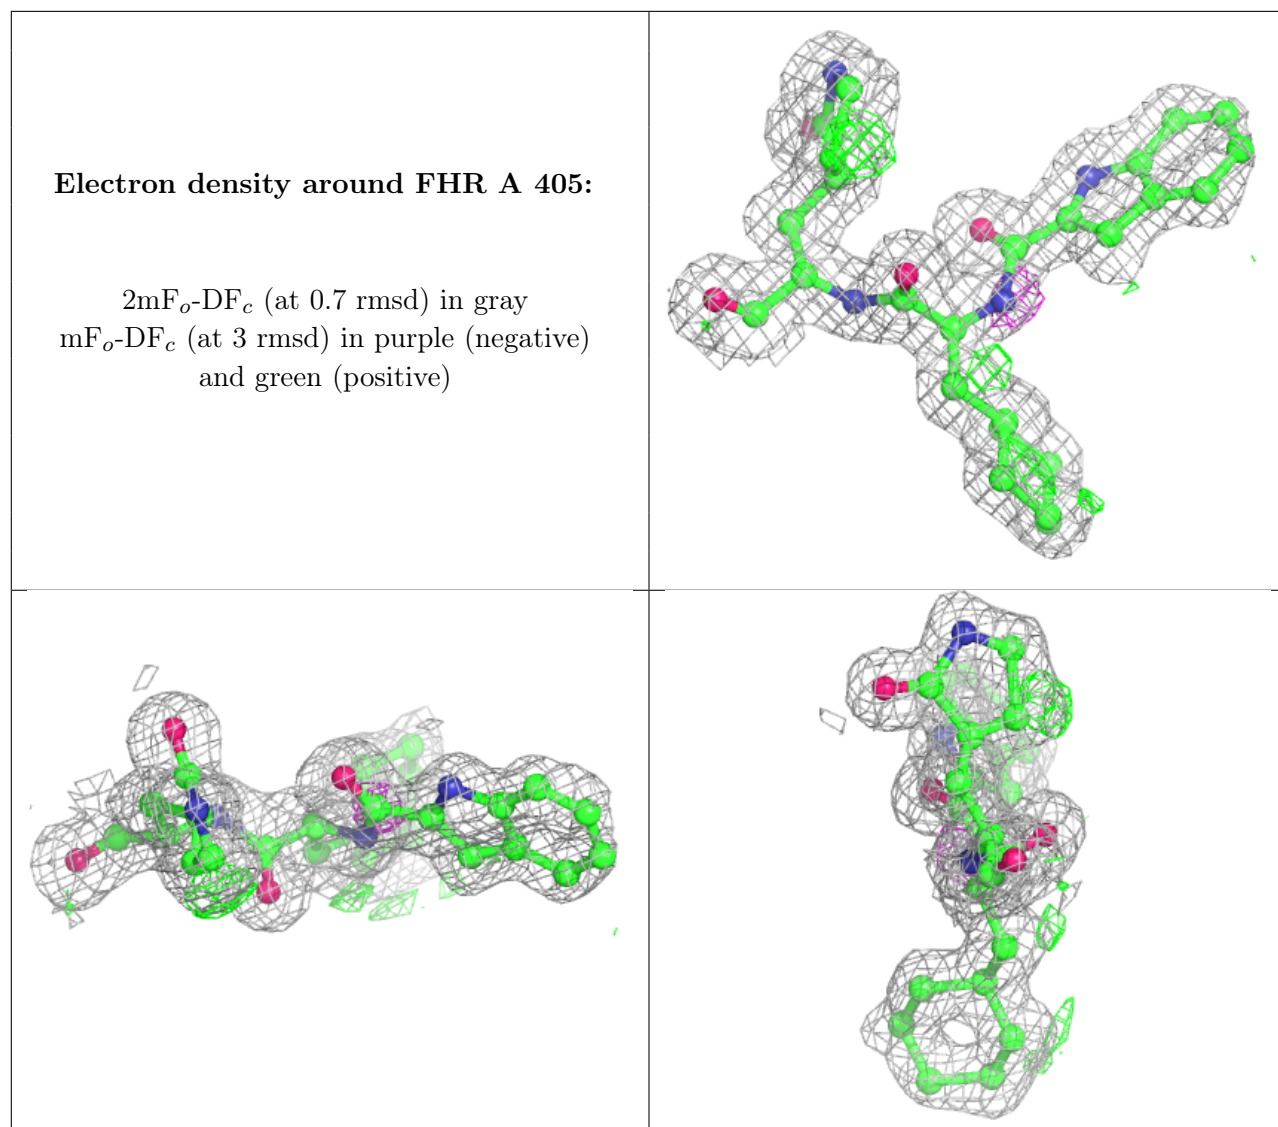 Electron density around FHR A 405:
2mFo-DFc (at 0.7 rmsd) in gray
mFo-DFc (at 3 rmsd) in purple (negative)
and green (positive)